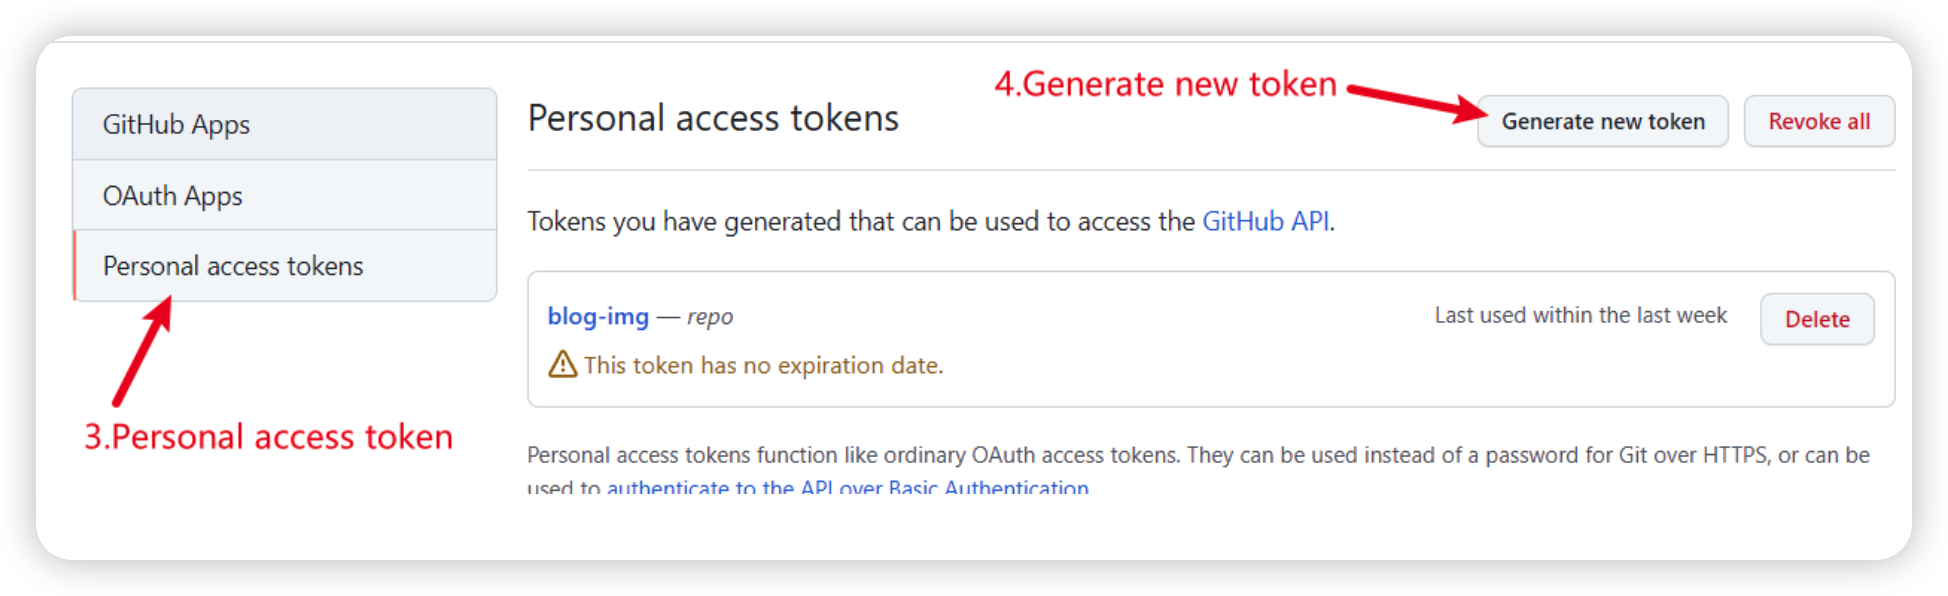 GitHub Apps
OAuth Apps
Personal access tokens
3.Personal access token
4.Generate new token
Personal access tokens
Generate new token
Revoke all
Tokens you have generated that can be used to access the GitHub API.
blog-img — repo
Last used within the last week
Delete
This token has no expiration date.
Personal access tokens function like ordinary OAuth access tokens. They can be used instead of a password for Git over HTTPS, or can be
used to authenticate to the API over Basic Authentication